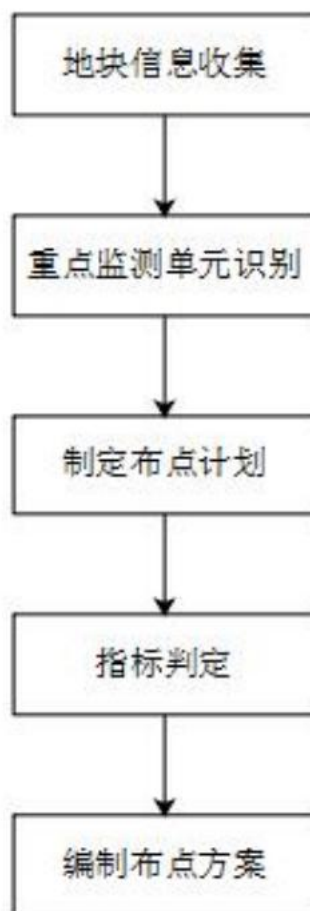 地块信息收集
重点监测单元识别
制定布点计划
指标判定
编制布点方案